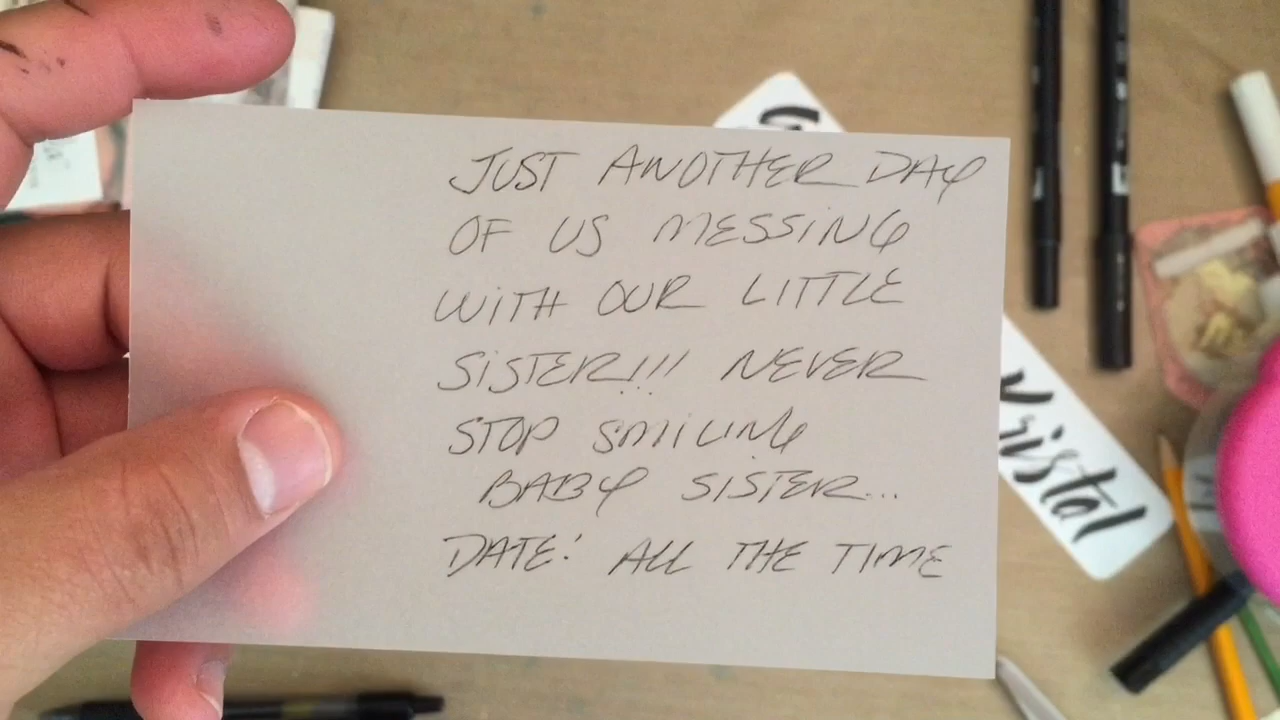 JUST ANOTHER DAY
OF US MESSING
WITH OUR LITTLE
SISTER!!! NEVER
STOP SMILING
BABY SISTER...
DATE: ALL THE TIME
ristal